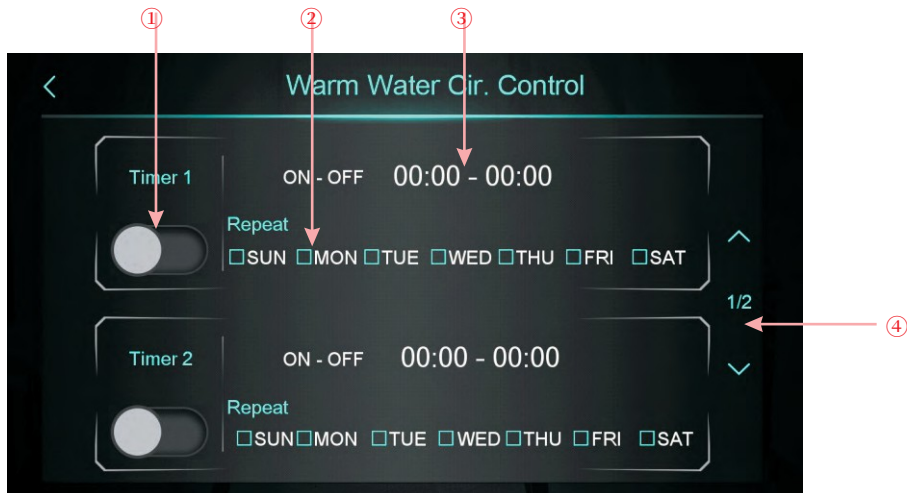 ① ② ③
Warm Water Cir. Control
Timer 1 ON - OFF 00:00 - 00:00
Repeat
☐SUN ☐MON ☐TUE ☐WED ☐THU ☐FRI ☐SAT
1/2
④
Timer 2 ON - OFF 00:00 - 00:00
Repeat
☐SUN☐MON ☐TUE ☐WED ☐THU ☐FRI ☐SAT